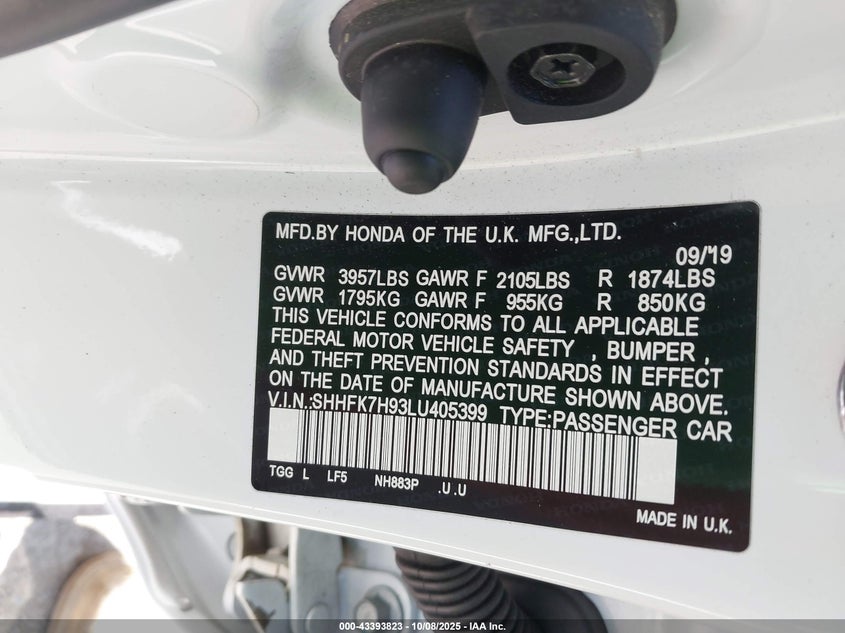 MFD.BY HONDA OF THE U.K. MFG.,LTD.
09/'19
GVWR 3957LBS GAWR F 2105LBS R 1874LBS
GVWR 1795KG GAWR F 955KG R 850KG
THIS VEHICLE CONFORMS TO ALL APPLICABLE
FEDERAL MOTOR VEHICLE SAFETY , BUMPER ,
AND THEFT PREVENTION STANDARDS IN EFFECT
ON THE DATE OF MANUFACTURE SHOWN ABOVE.
V.I.N.:SHHFK7H93LU405399 TYPE:PASSENGER CAR
TGG L LF5 NH883P .U .U
MADE IN U.K.
000-43393823 - 10/08/2025 - IAA Inc.